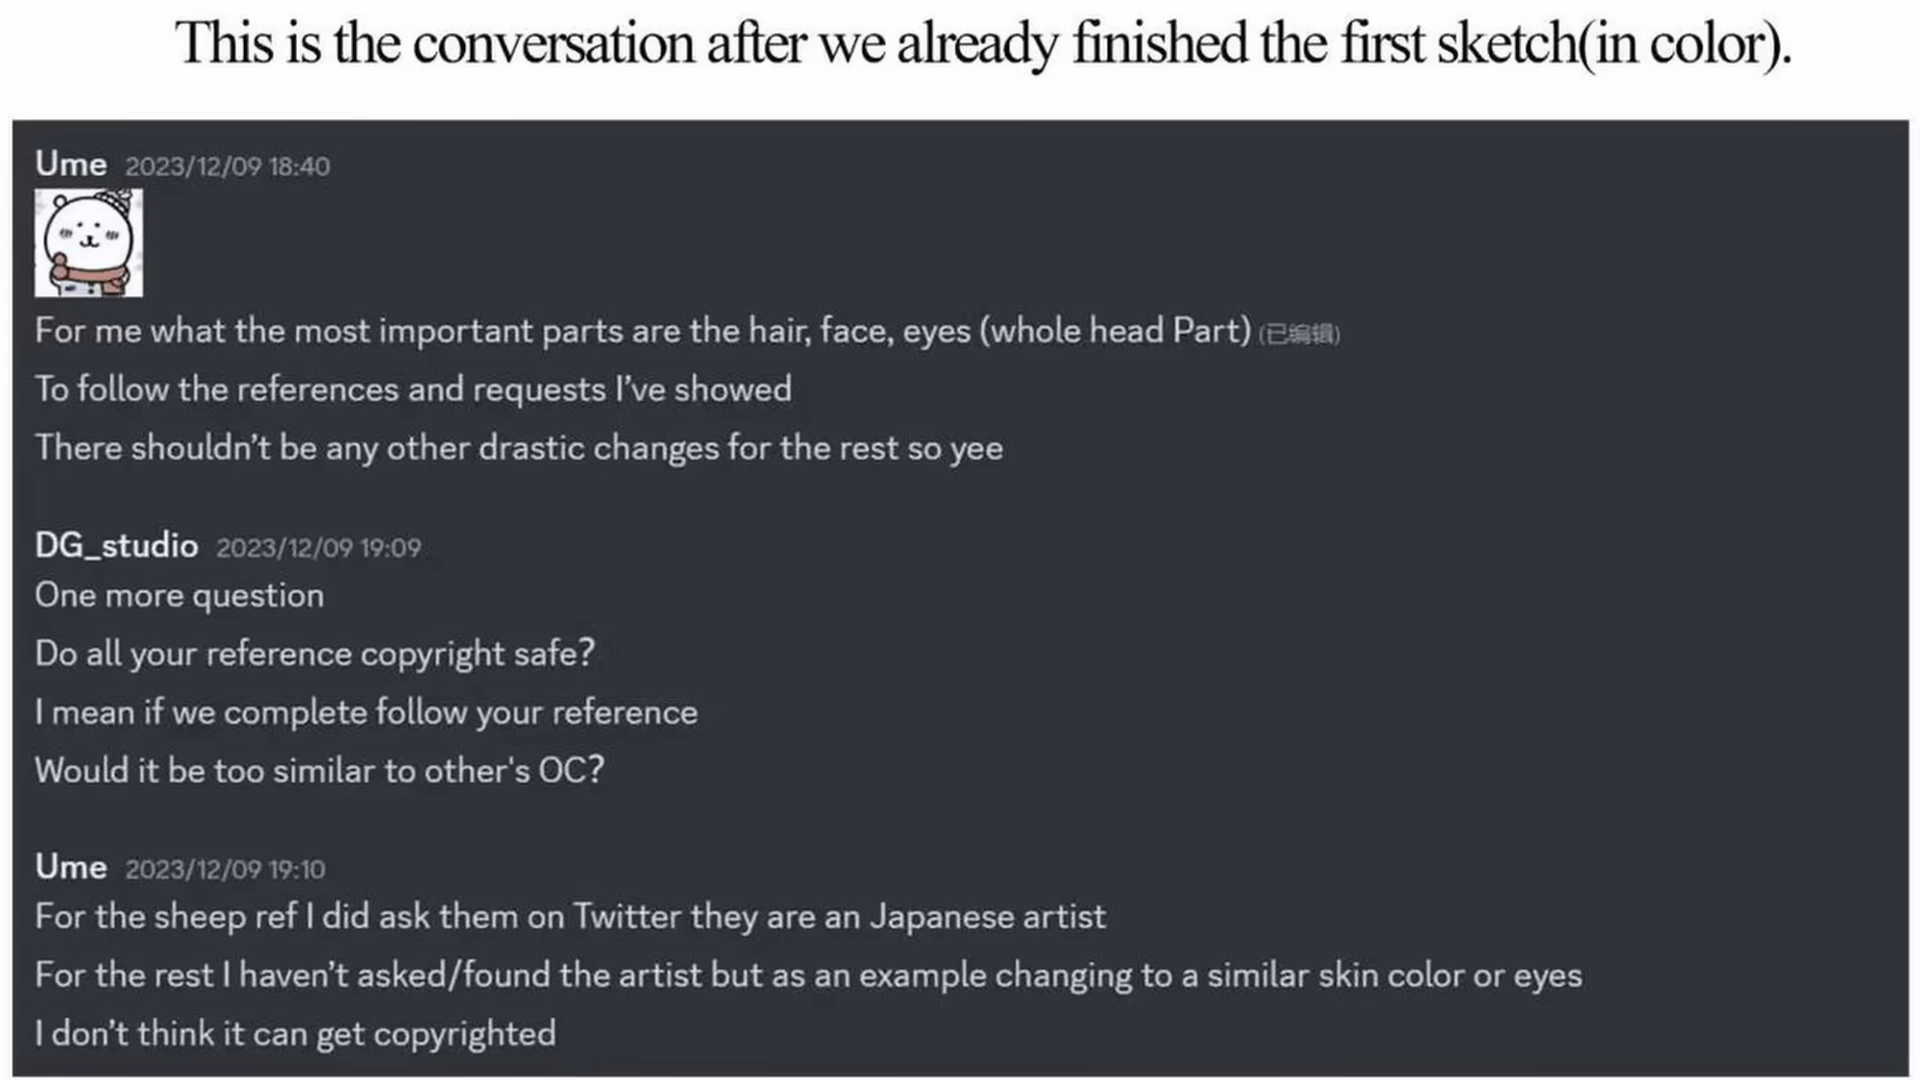 This is the conversation after we already finished the first sketch(in color).
Ume 2023/12/09 18:40
For me what the most important parts are the hair, face, eyes (whole head Part) (已编辑)
To follow the references and requests I've showed
There shouldn't be any other drastic changes for the rest so yee
DG_studio 2023/12/09 19:09
One more question
Do all your reference copyright safe?
I mean if we complete follow your reference
Would it be too similar to other's OC?
Ume 2023/12/09 19:10
For the sheep ref I did ask them on Twitter they are an Japanese artist
For the rest I haven't asked/found the artist but as an example changing to a similar skin color or eyes
I don't think it can get copyrighted